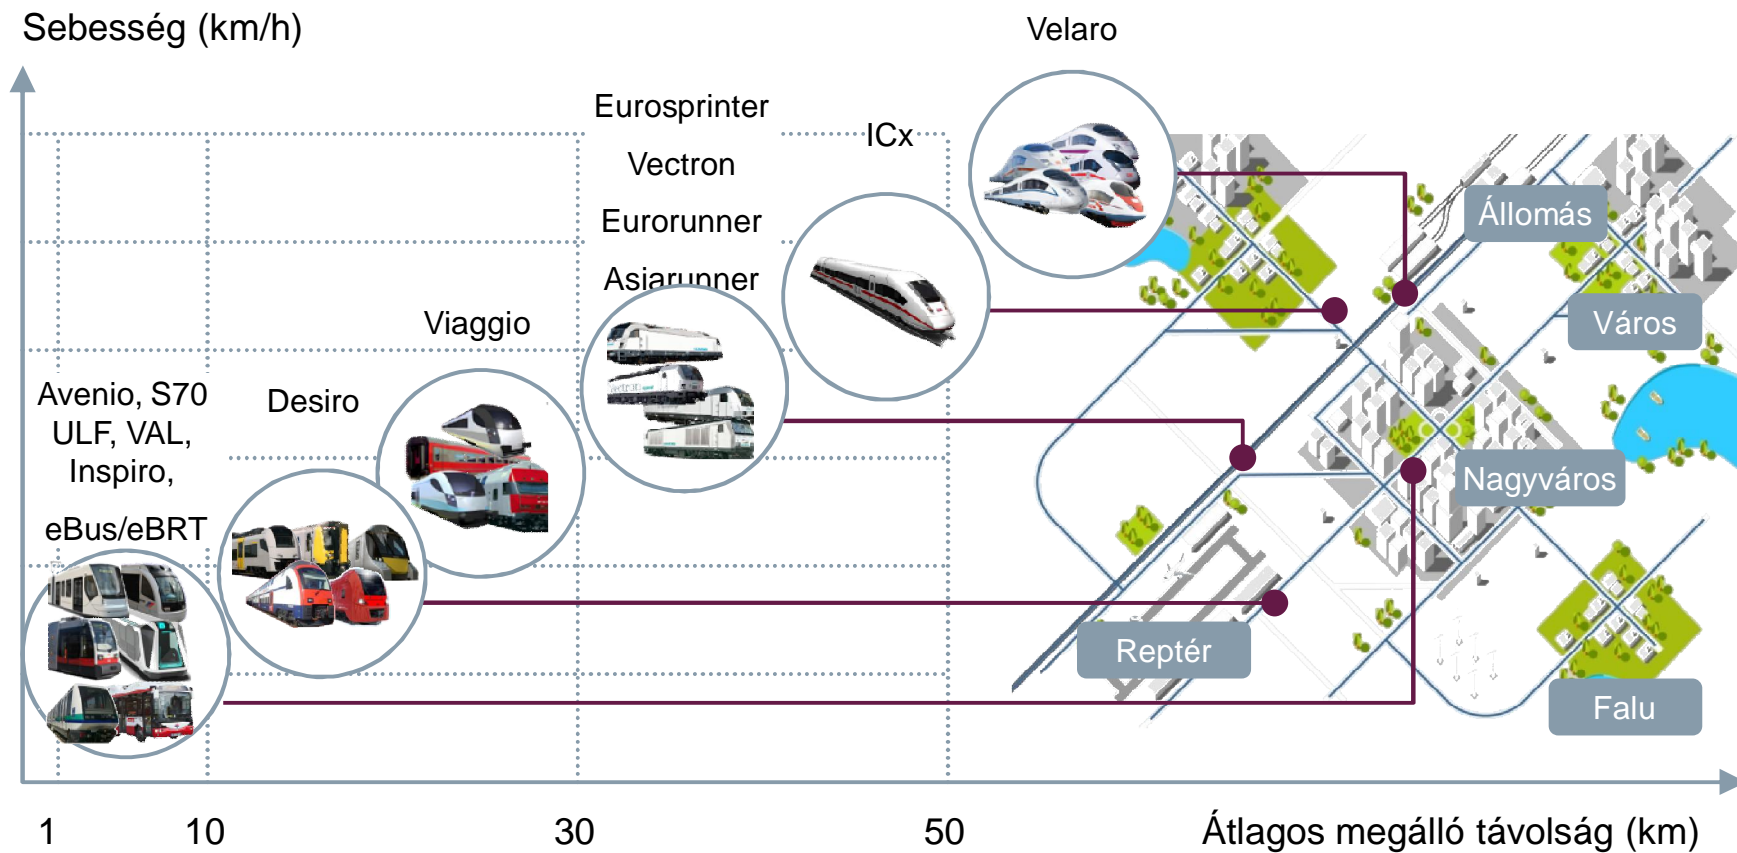 Sebesség (km/h)
Velaro
Eurosprinter
ICx
Vectron
Eurorunner
Asiarunner
Viaggio
Desiro
Avenio, S70
ULF, VAL,
Inspiro,
eBus/eBRT
Állomás
Város
Nagyváros
Reptér
Falu
1
10
30
50
Átlagos megálló távolság (km)